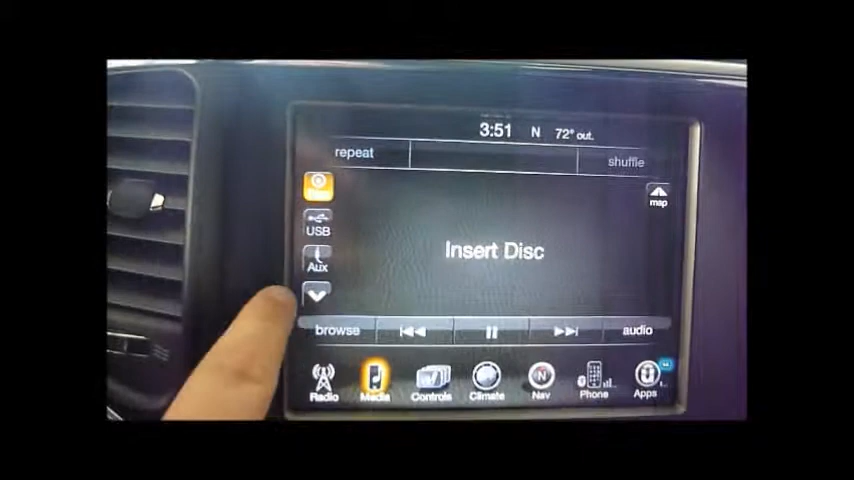 3:51 N 72° out.
repeat shuffle
map
USB
Insert Disc
Aux
browse audio
Radio Media Controls Climate Nav Phone Apps